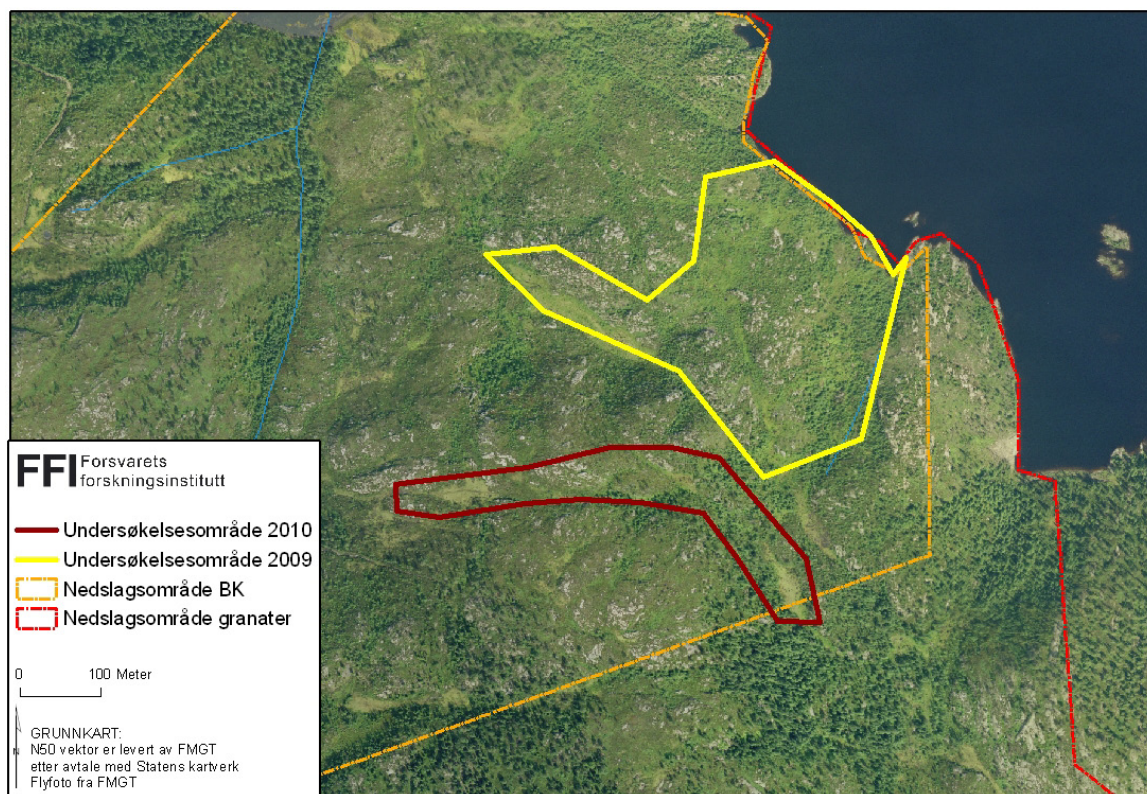 FFI Forsvarets
forskningsinstitutt
Undersøkelsesområde 2010
Undersøkelsesområde 2009
Nedslagsområde BK
Nedslagsområde granater
0 100 Meter
N
GRUNNKART:
N50 vektor er levert av FMGT
etter avtale med Statens kartverk
Flyfoto fra FMGT